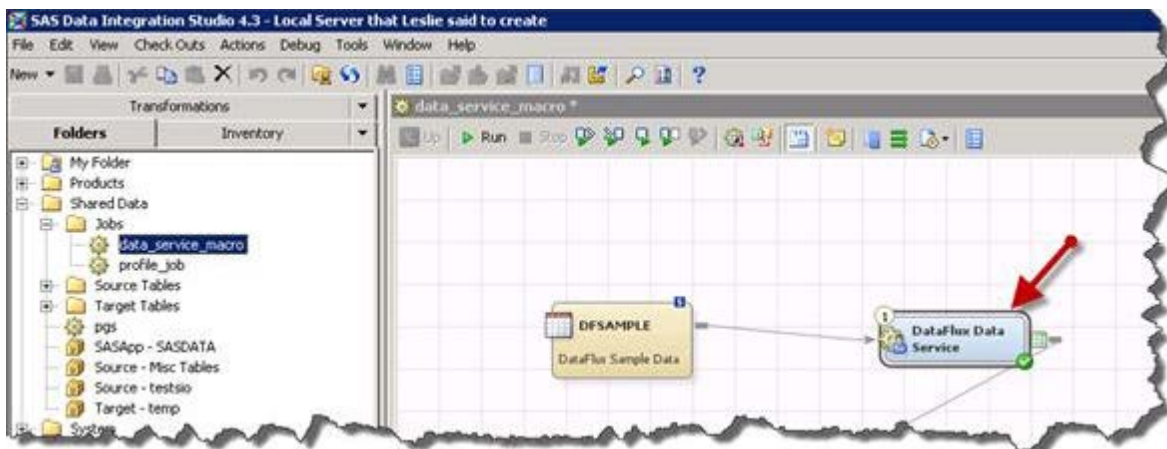 SAS Data Integration Studio 4.3 - Local Server that Leslie said to create
File Edit View Check Outs Actions Debug Tools Window Help
New
Transformations
Folders Inventory
My Folder
Products
Shared Data
Jobs
data_service_macro
profile_job
Source Tables
Target Tables
pgs
SASApp - SASDATA
Source - Misc Tables
Source - testsio
Target - temp
System
data_service_macro *
Up Run Stop
DFSAMPLE
DataFlux Sample Data
1
DataFlux Data
Service